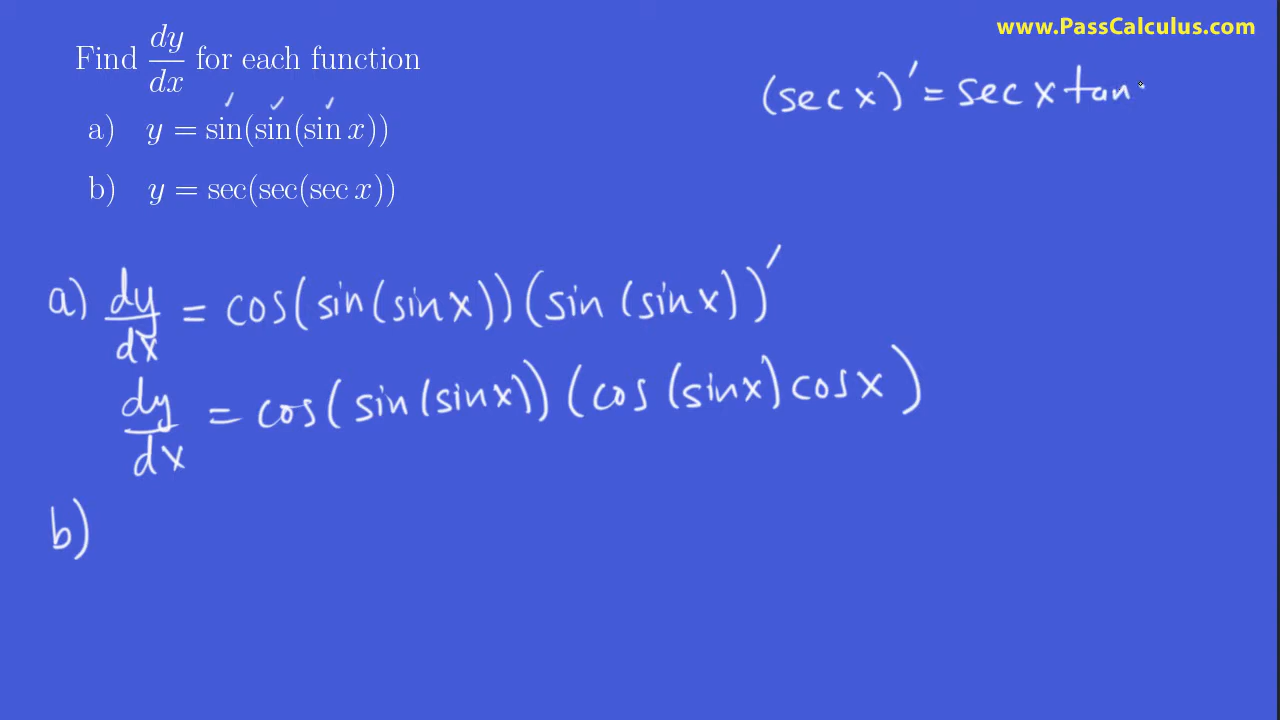 www.PassCalculus.com
Find dy/dx for each function
(sec x)' = sec x tan
a) y = sin(sin(sin x))
b) y = sec(sec(sec x))
a) dy/dx = cos(sin(sin x))(sin(sin x))'
dy/dx = cos(sin(sin x))(cos(sin x) cos x)
b)